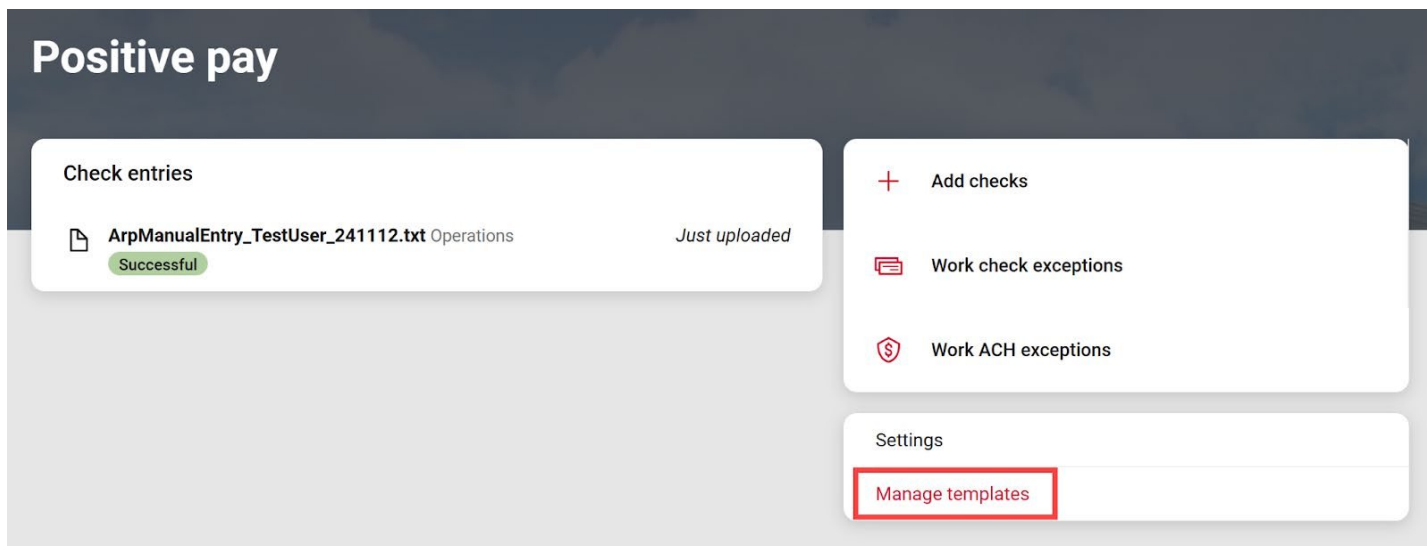 Positive pay
Check entries
ArpManualEntry_TestUser_241112.txt Operations Just uploaded
Successful
Add checks
Work check exceptions
Work ACH exceptions
Settings
Manage templates